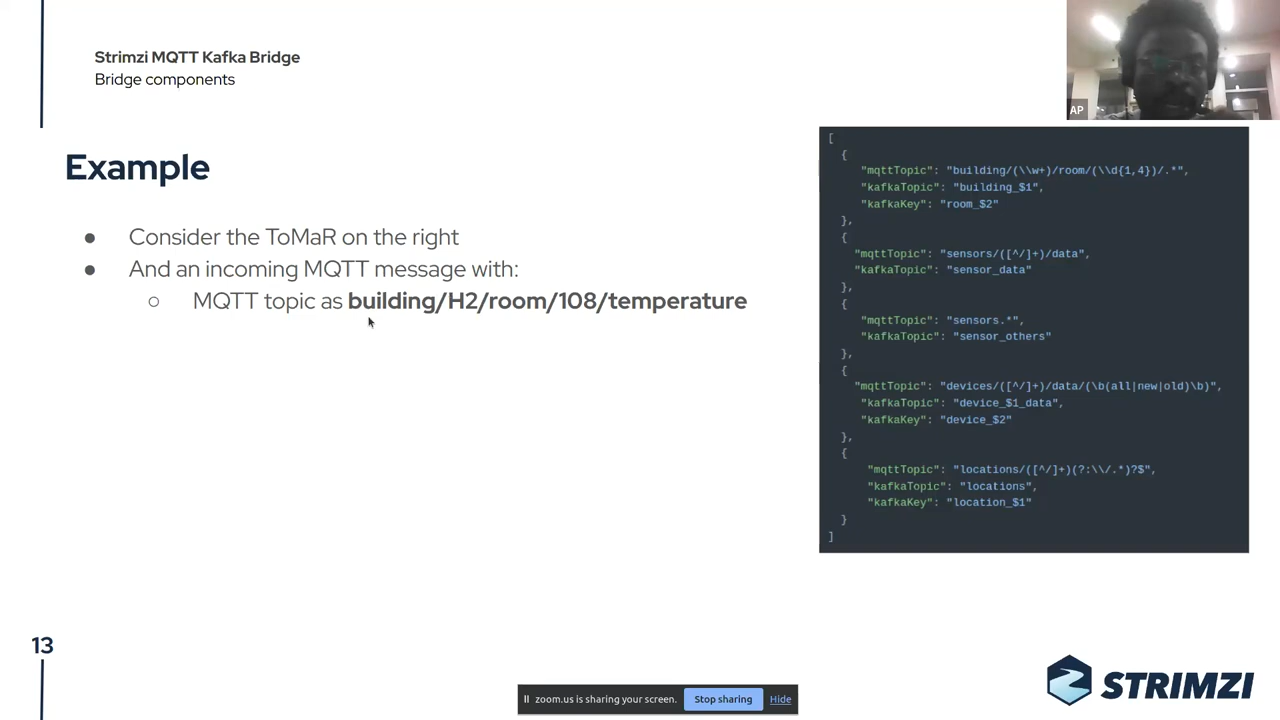 Strimzi MQTT Kafka Bridge
Bridge components
AP
Example
● Consider the ToMaR on the right
● And an incoming MQTT message with:
○ MQTT topic as building/H2/room/108/temperature
[
{
"mqttTopic": "building/(\\w+)/room/(\\d{1,4})/.*",
"kafkaTopic": "building_$1",
"kafkaKey": "room_$2"
},
{
"mqttTopic": "sensors/([^/]+)/data",
"kafkaTopic": "sensor_data"
},
{
"mqttTopic": "sensors.*",
"kafkaTopic": "sensor_others"
},
{
"mqttTopic": "devices/([^/]+)/data/(\b(all|new|old)\b)",
"kafkaTopic": "device_$1_data",
"kafkaKey": "device_$2"
},
{
"mqttTopic": "locations/([^/]+)(?:\\/.*)?$",
"kafkaTopic": "locations",
"kafkaKey": "location_$1"
}
]
13
zoom.us is sharing your screen. Stop sharing Hide
STRIMZI